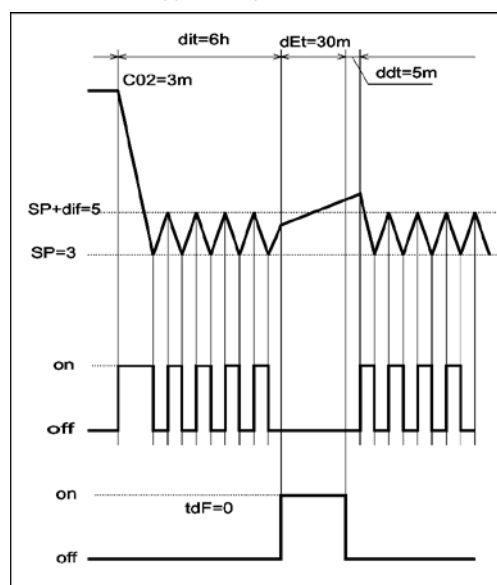 dit=6h dEt=30m
C02=3m ddt=5m
SP+dif=5
SP=3
on
off
on
tdF=0
off